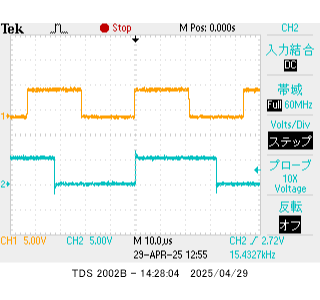 Tek Stop M Pos: 0.000s CH2
入力結合
DC
帯域
Full 60MHz
Volts/Div
ステップ
プローブ
10X
Voltage
反転
オフ
1
2
CH1 5.00V CH2 5.00V M 10.0µs CH2 / 2.72V
29-APR-25 12:55 15.4327kHz
TDS 2002B - 14:28:04 2025/04/29